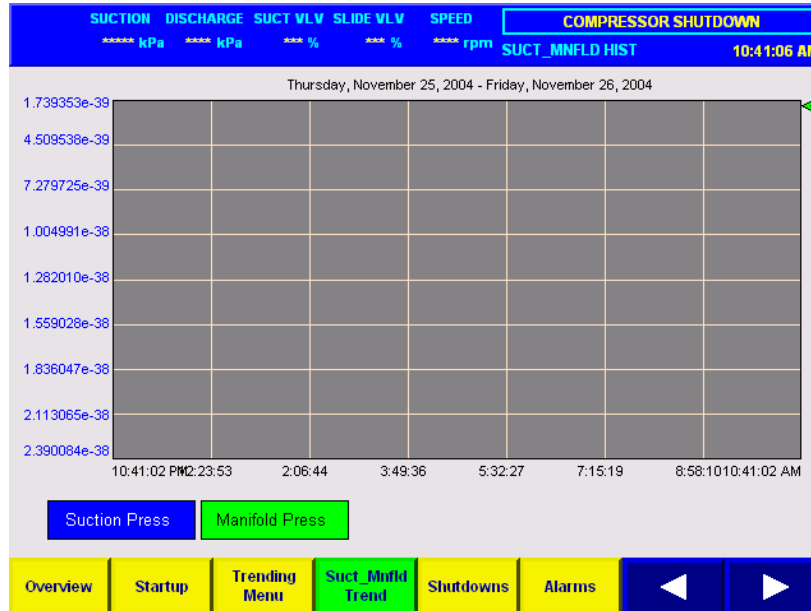 SUCTION DISCHARGE SUCT VLV SLIDE VLV SPEED COMPRESSOR SHUTDOWN
***** kPa **** kPa *** % *** % **** rpm SUCT_MNFLD HIST 10:41:06 AM
Thursday, November 25, 2004 - Friday, November 26, 2004
1.739353e-39
4.509538e-39
7.279725e-39
1.004991e-38
1.282010e-38
1.559028e-38
1.836047e-38
2.113065e-38
2.390084e-38
10:41:02 PM 12:23:53 2:06:44 3:49:36 5:32:27 7:15:19 8:58:10 10:41:02 AM
Suction Press Manifold Press
Overview Startup Trending Menu Suct_Mnfld Trend Shutdowns Alarms